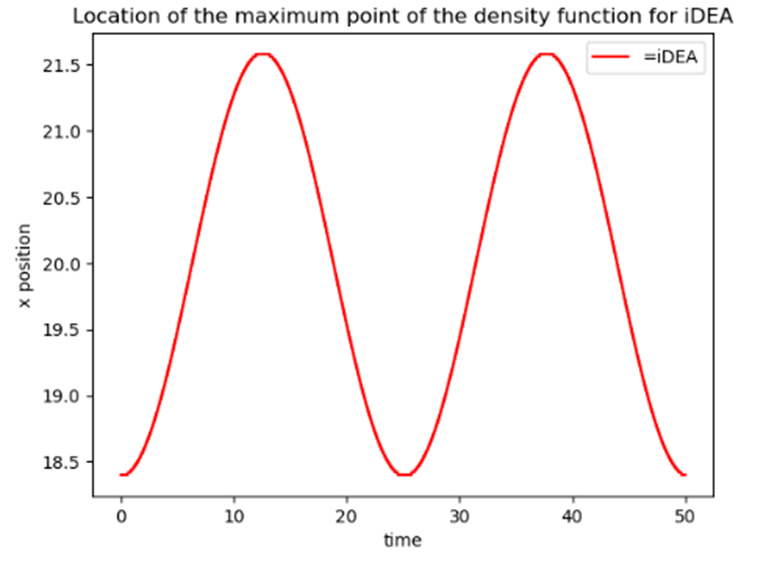 Location of the maximum point of the density function for iDEA
=iDEA
21.5
21.0
20.5
20.0
19.5
19.0
18.5
x position
0 10 20 30 40 50
time